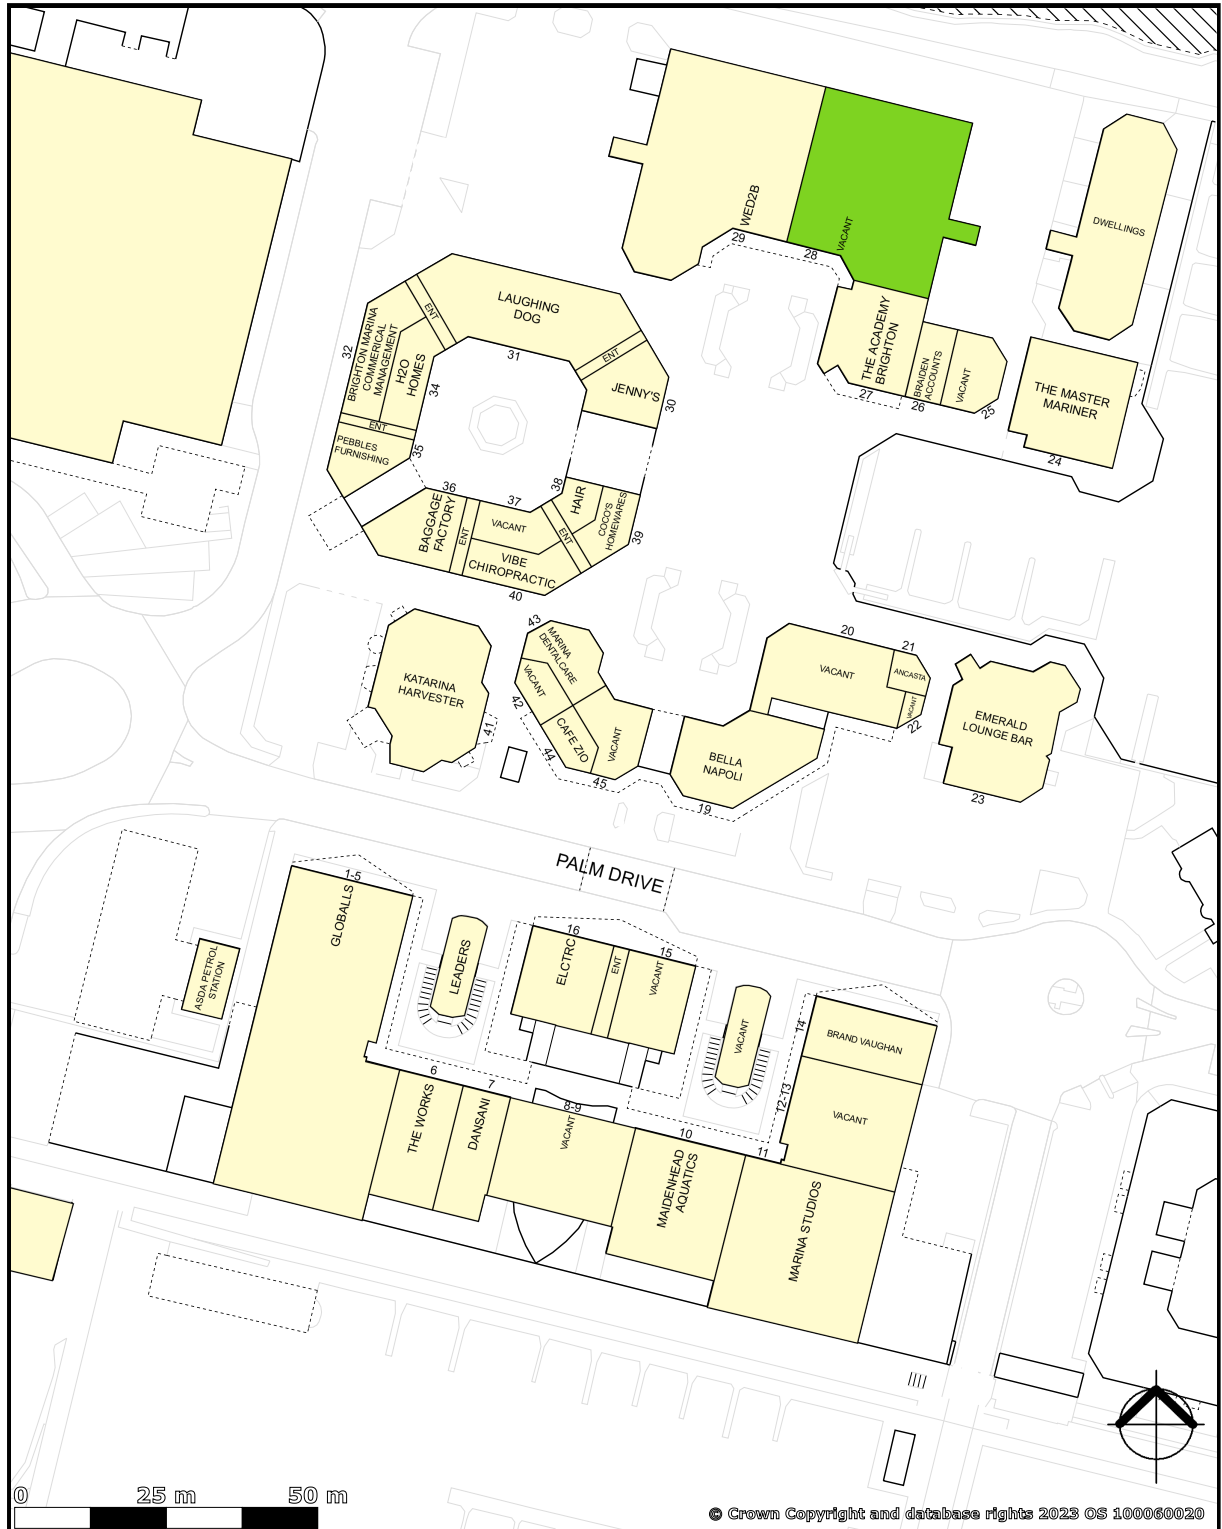 WED2B
29
VACANT
28
DWELLINGS
LAUGHING
DOG
ENT
31
ENT
32
BRIGHTON MARINA
COMMERICAL
MANAGEMENT
H2O
HOMES
34
JENNY'S
30
THE ACADEMY
BRIGHTON
27
BRAIDEN
ACCOUNTS
26
VACANT
25
THE MASTER
MARINER
24
ENT
PEBBLES
FURNISHING
35
36
BAGGAGE
FACTORY
ENT
37
VACANT
38
HAIR
ENT
COCO'S
HOMEWARES
39
VIBE
CHIROPRACTIC
40
KATARINA
HARVESTER
41
43
MARINA
DENTALCARE
VACANT
42
CAFE ZIO
44
VACANT
45
20
VACANT
21
ANCASTA
VACANT
22
BELLA
NAPOLI
19
EMERALD
LOUNGE BAR
23
PALM DRIVE
1-5
GLOBALLS
ASDA PETROL
STATION
LEADERS
16
ELCTRC
ENT
15
VACANT
VACANT
14
BRAND VAUGHAN
12-13
VACANT
6
THE WORKS
7
DANSANI
8-9
VACANT
10
MAIDENHEAD
AQUATICS
11
MARINA STUDIOS
0
25 m
50 m
© Crown Copyright and database rights 2023 OS 100060020